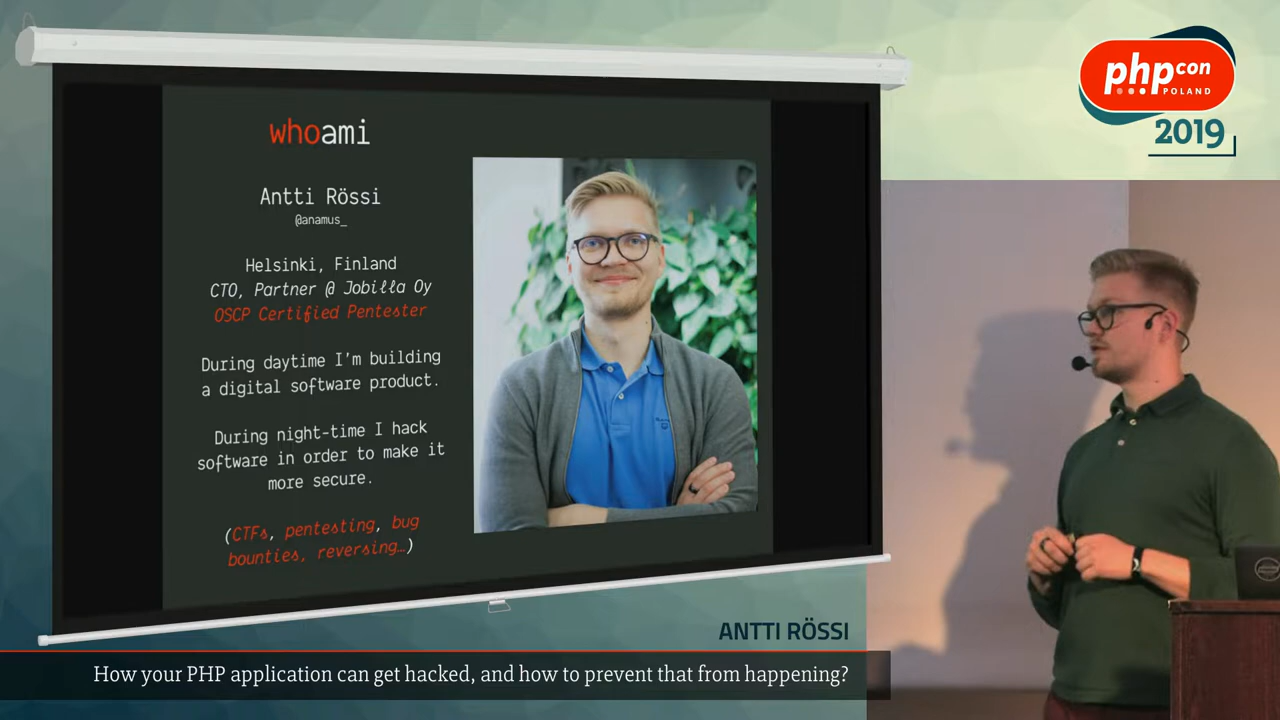 whoami
Antti Rössi
@anamus_
Helsinki, Finland
CTO, Partner @ Jobilla Oy
OSCP Certified Pentester
During daytime I'm building
a digital software product.
During night-time I hack
software in order to make it
more secure.
(CTFs, pentesting, bug
bounties, reversing…)
php con
POLAND
2019
ANTTI RÖSSI
How your PHP application can get hacked, and how to prevent that from happening?